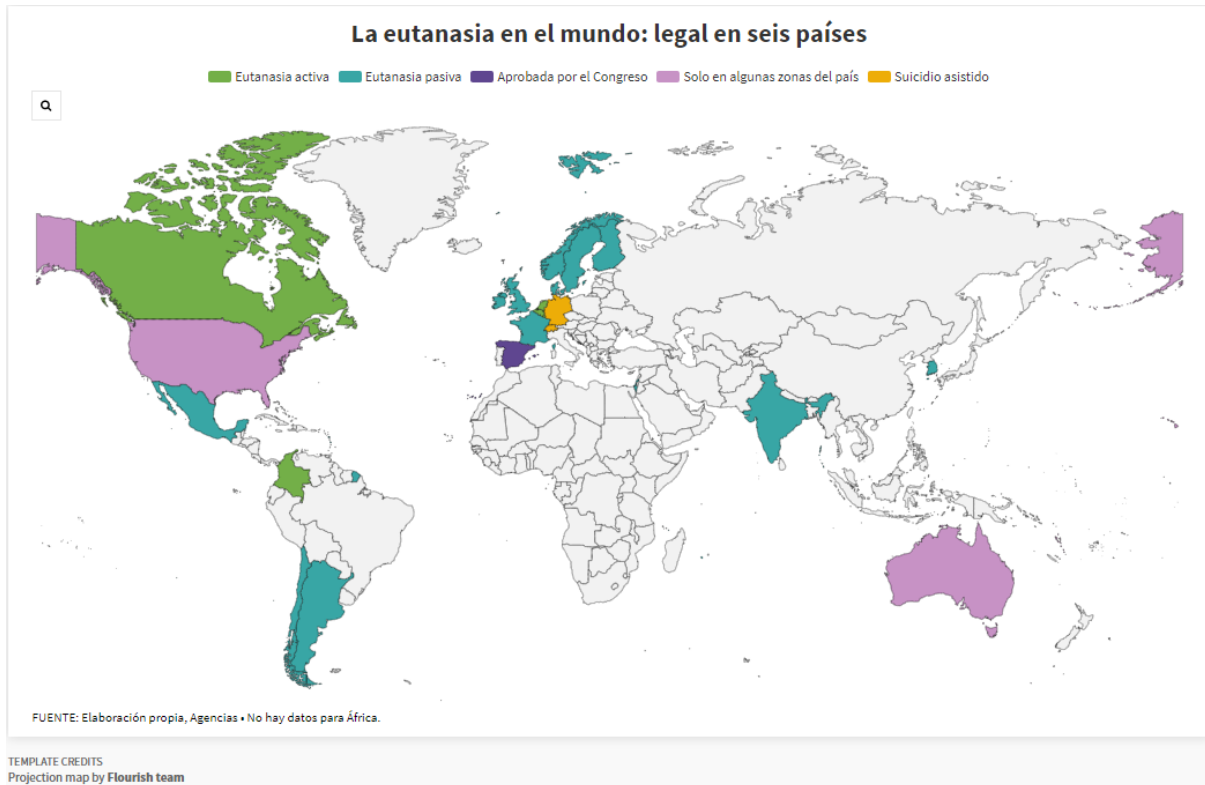 La eutanasia en el mundo: legal en seis países
Eutanasia activa Eutanasia pasiva Aprobada por el Congreso Solo en algunas zonas del país Suicidio asistido
FUENTE: Elaboración propia, Agencias • No hay datos para África.
TEMPLATE CREDITS
Projection map by Flourish team